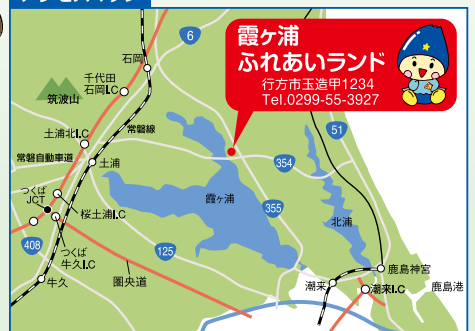 霞ヶ浦
ふれあいランド
行方市玉造甲1234
Tel.0299-55-3927
6
石岡
千代田
石岡I.C
筑波山
土浦北I.C
常磐線
51
常磐自動車道
土浦
354
つくば
JCT
霞ヶ浦
桜土浦I.C
355
北浦
408
つくば
牛久I.C
125
鹿島神宮
牛久
圏央道
潮来
潮来I.C
鹿島港